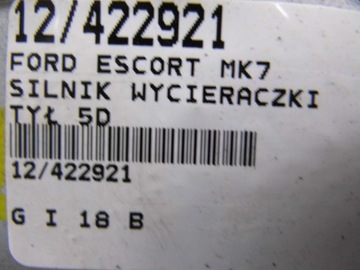 12/422921
FORD ESCORT MK7
SILNIK WYCIERACZKI
TYŁ 5D
12/422921
G I 18 B